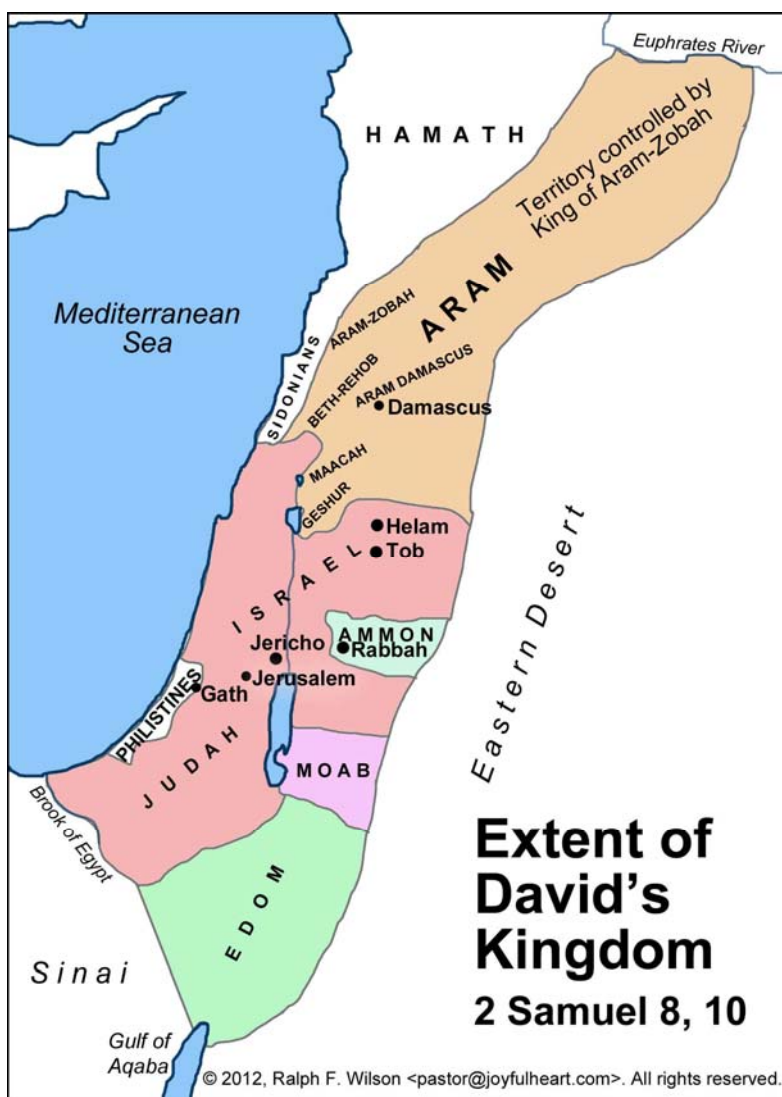 Euphrates River
HAMATH
Territory controlled by
King of Aram-Zobah
ARAM
Mediterranean
Sea
SIDONIANS
ARAM-ZOBAH
BETH-REHOB
ARAM DAMASCUS
Damascus
MAACAH
GESHUR
Helam
Tob
ISRAEL
AMMON
Rabbah
Jericho
Jerusalem
Gath
PHILISTINES
JUDAH
MOAB
Eastern Desert
Brook of Egypt
EDOM
Sinai
Gulf of
Aqaba
Extent of
David's
Kingdom
2 Samuel 8, 10
© 2012, Ralph F. Wilson <pastor@joyfulheart.com>. All rights reserved.